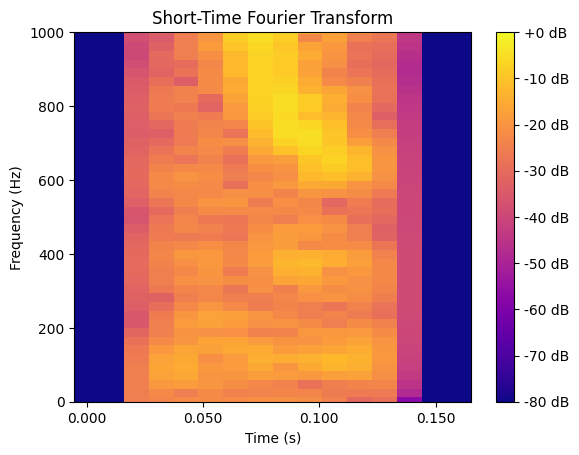 Short-Time Fourier Transform
1000
800
600
400
200
0
Frequency (Hz)
0.000
0.050
0.100
0.150
Time (s)
+0 dB
-10 dB
-20 dB
-30 dB
-40 dB
-50 dB
-60 dB
-70 dB
-80 dB